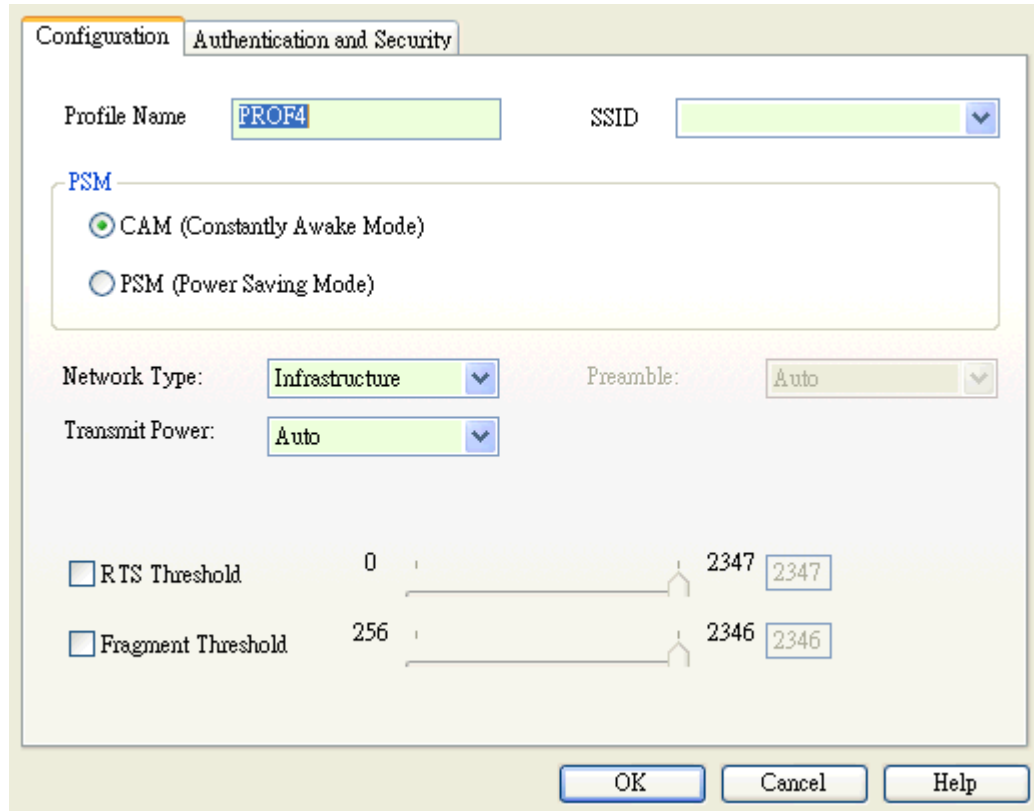 Configuration Authentication and Security
Profile Name PROF4 SSID
PSM
CAM (Constantly Awake Mode)
PSM (Power Saving Mode)
Network Type: Infrastructure Preamble: Auto
Transmit Power: Auto
RTS Threshold 0 2347 2347
Fragment Threshold 256 2346 2346
OK Cancel Help